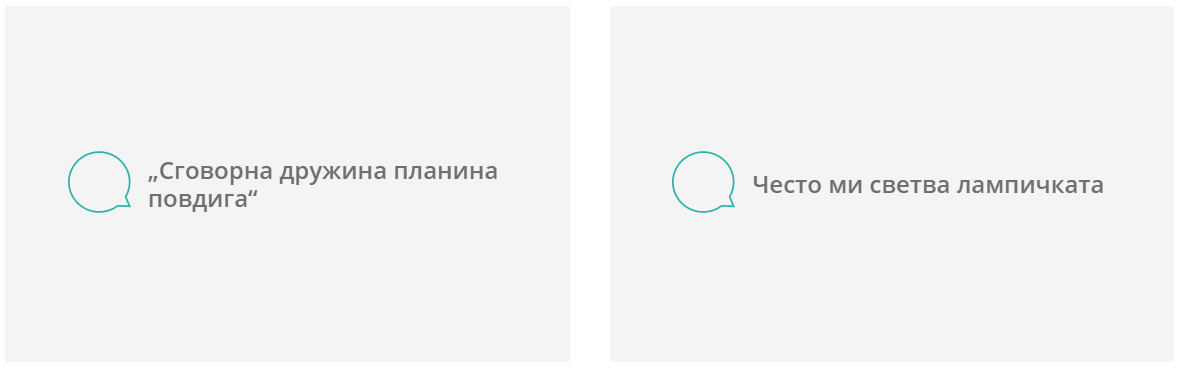 „Сговорна дружина планина
повдига“
Често ми светва лампичката